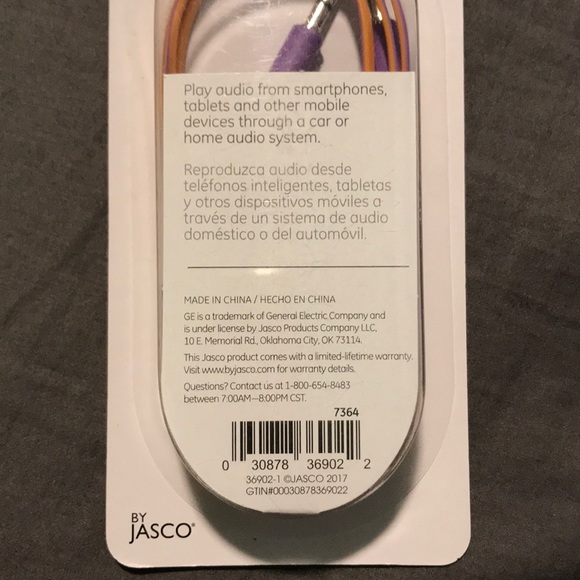 Play audio from smartphones,
tablets and other mobile
devices through a car or
home audio system.
Reproduzca audio desde
teléfonos inteligentes, tabletas
y otros dispositivos móviles a
través de un sistema de audio
doméstico o del automóvil.
MADE IN CHINA / HECHO EN CHINA
GE is a trademark of General Electric Company and
is under license by Jasco Products Company LLC,
10 E. Memorial Rd., Oklahoma City, OK 73114.
This Jasco product comes with a limited-lifetime warranty.
Visit www.byjasco.com for warranty details.
Questions? Contact us at 1-800-654-8483
between 7:00AM—8:00PM CST.
7364
0 30878 36902 2
36902-1 ©JASCO 2017
GTIN#00030878369022
BY
JASCO®